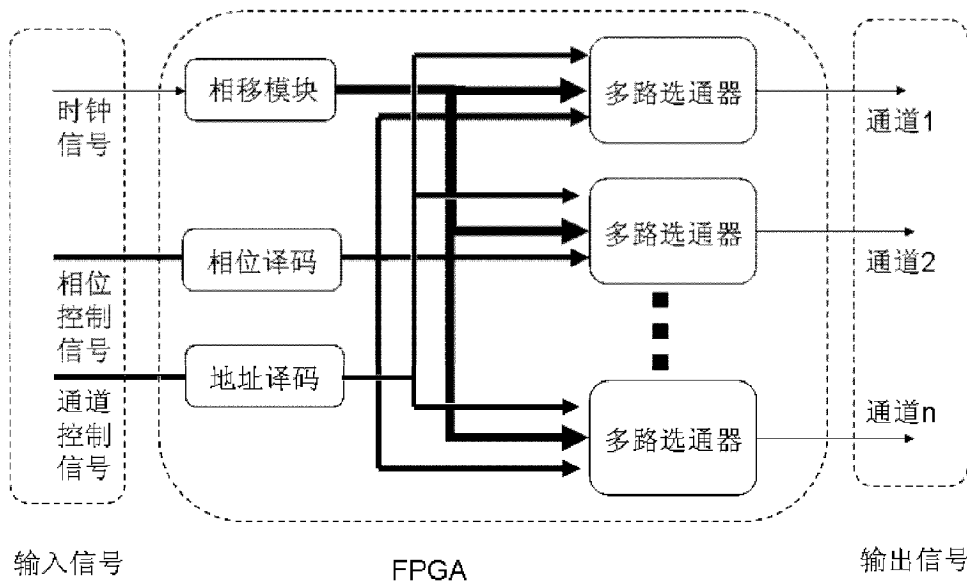 时钟
信号
相位
控制
信号
通道
控制
信号
输入信号
相移模块
相位译码
地址译码
多路选通器
多路选通器
多路选通器
FPGA
通道1
通道2
通道n
输出信号